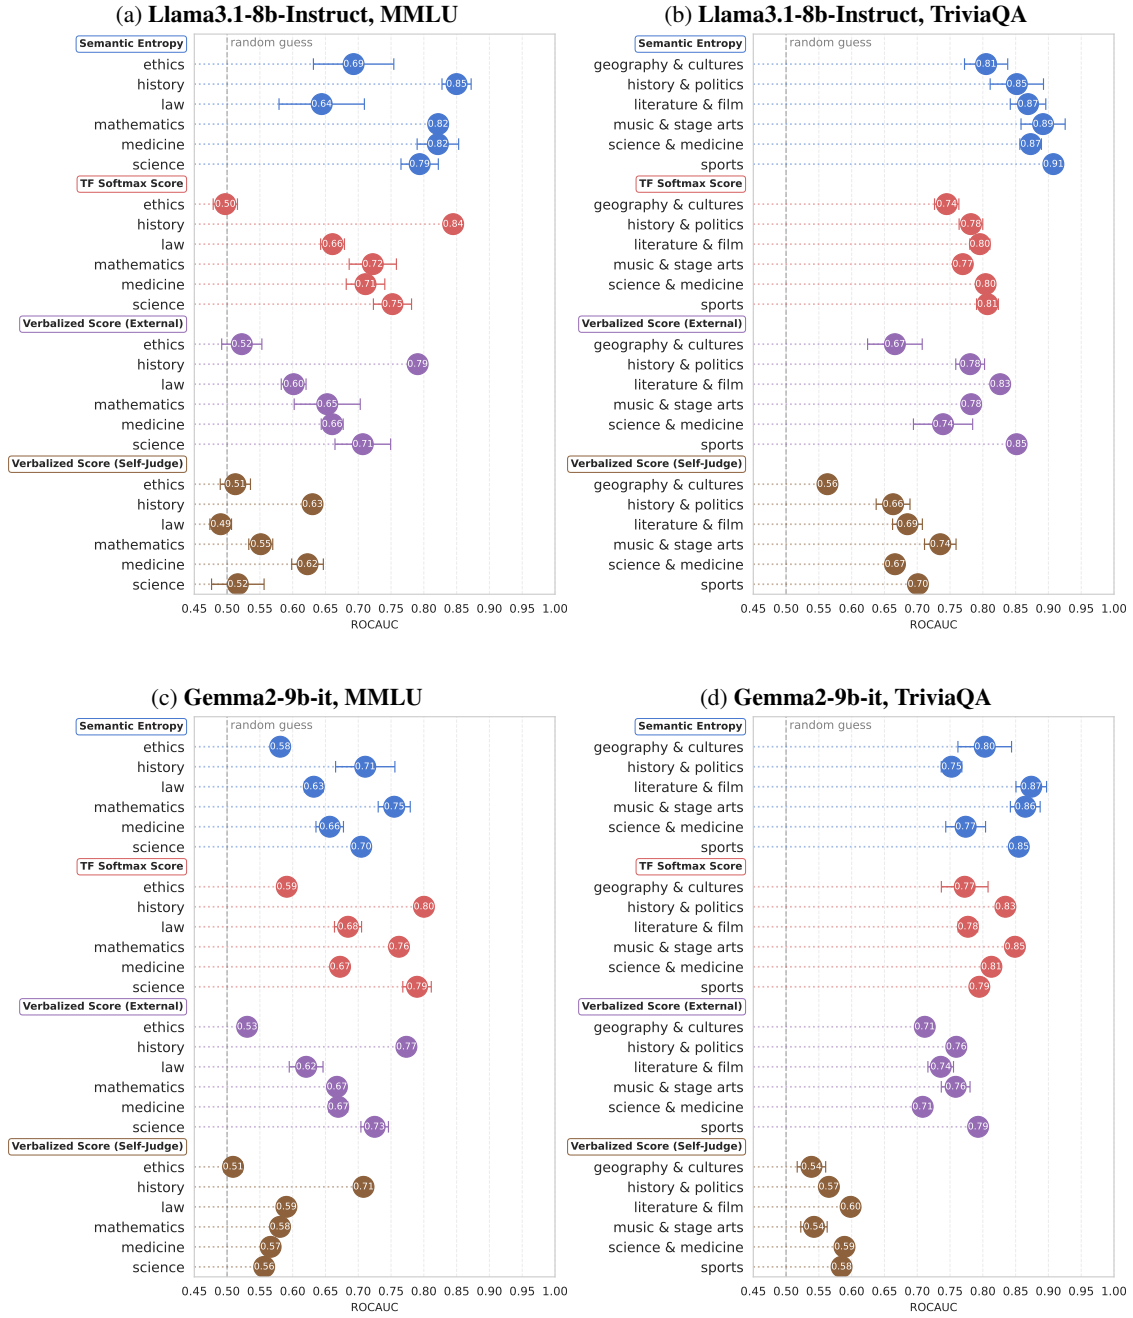 (a) Llama3.1-8b-Instruct, MMLU
Semantic Entropy
random guess
ethics 0.69
history 0.85
law 0.64
mathematics 0.82
medicine 0.82
science 0.79
TF Softmax Score
ethics 0.50
history 0.84
law 0.66
mathematics 0.72
medicine 0.71
science 0.75
Verbalized Score (External)
ethics 0.52
history 0.79
law 0.60
mathematics 0.65
medicine 0.66
science 0.71
Verbalized Score (Self-Judge)
ethics 0.51
history 0.63
law 0.49
mathematics 0.55
medicine 0.62
science 0.52
0.45 0.50 0.55 0.60 0.65 0.70 0.75 0.80 0.85 0.90 0.95 1.00
ROCAUC
(b) Llama3.1-8b-Instruct, TriviaQA
Semantic Entropy
random guess
geography & cultures 0.81
history & politics 0.85
literature & film 0.87
music & stage arts 0.89
science & medicine 0.87
sports 0.91
TF Softmax Score
geography & cultures 0.74
history & politics 0.78
literature & film 0.80
music & stage arts 0.77
science & medicine 0.80
sports 0.81
Verbalized Score (External)
geography & cultures 0.67
history & politics 0.78
literature & film 0.83
music & stage arts 0.78
science & medicine 0.74
sports 0.85
Verbalized Score (Self-Judge)
geography & cultures 0.56
history & politics 0.66
literature & film 0.69
music & stage arts 0.74
science & medicine 0.67
sports 0.70
0.45 0.50 0.55 0.60 0.65 0.70 0.75 0.80 0.85 0.90 0.95 1.00
ROCAUC
(c) Gemma2-9b-it, MMLU
Semantic Entropy
random guess
ethics 0.58
history 0.71
law 0.63
mathematics 0.75
medicine 0.66
science 0.70
TF Softmax Score
ethics 0.59
history 0.80
law 0.68
mathematics 0.76
medicine 0.67
science 0.79
Verbalized Score (External)
ethics 0.53
history 0.77
law 0.62
mathematics 0.67
medicine 0.67
science 0.73
Verbalized Score (Self-Judge)
ethics 0.51
history 0.71
law 0.59
mathematics 0.58
medicine 0.57
science 0.56
0.45 0.50 0.55 0.60 0.65 0.70 0.75 0.80 0.85 0.90 0.95 1.00
ROCAUC
(d) Gemma2-9b-it, TriviaQA
Semantic Entropy
random guess
geography & cultures 0.80
history & politics 0.75
literature & film 0.87
music & stage arts 0.86
science & medicine 0.77
sports 0.85
TF Softmax Score
geography & cultures 0.77
history & politics 0.83
literature & film 0.78
music & stage arts 0.85
science & medicine 0.81
sports 0.79
Verbalized Score (External)
geography & cultures 0.71
history & politics 0.76
literature & film 0.74
music & stage arts 0.76
science & medicine 0.71
sports 0.79
Verbalized Score (Self-Judge)
geography & cultures 0.54
history & politics 0.57
literature & film 0.60
music & stage arts 0.54
science & medicine 0.59
sports 0.58
0.45 0.50 0.55 0.60 0.65 0.70 0.75 0.80 0.85 0.90 0.95 1.00
ROCAUC